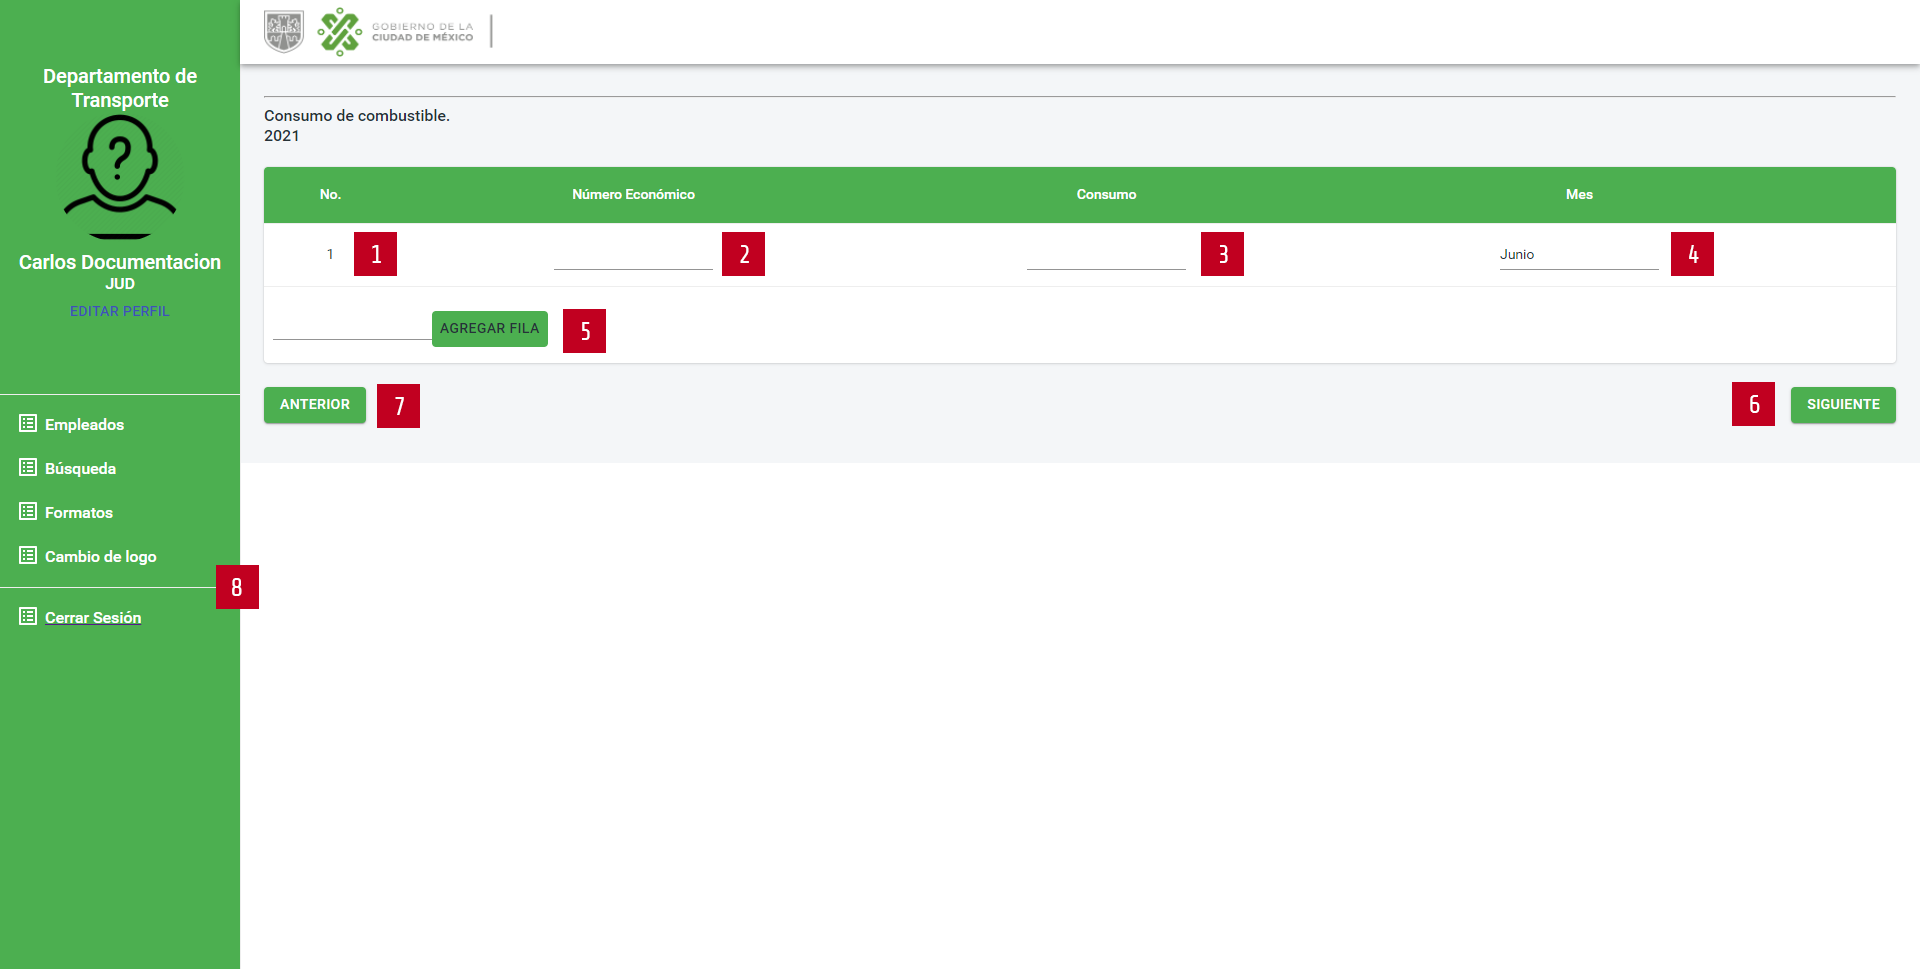 GOBIERNO DE LA
CIUDAD DE MÉXICO
Departamento de
Transporte
?
Carlos Documentacion
JUD
EDITAR PERFIL
Empleados
Búsqueda
Formatos
Cambio de logo
8
Cerrar Sesión
Consumo de combustible.
2021
No. Número Económico Consumo Mes
1 1 2 3 Junio 4
AGREGAR FILA 5
ANTERIOR 7 6 SIGUIENTE